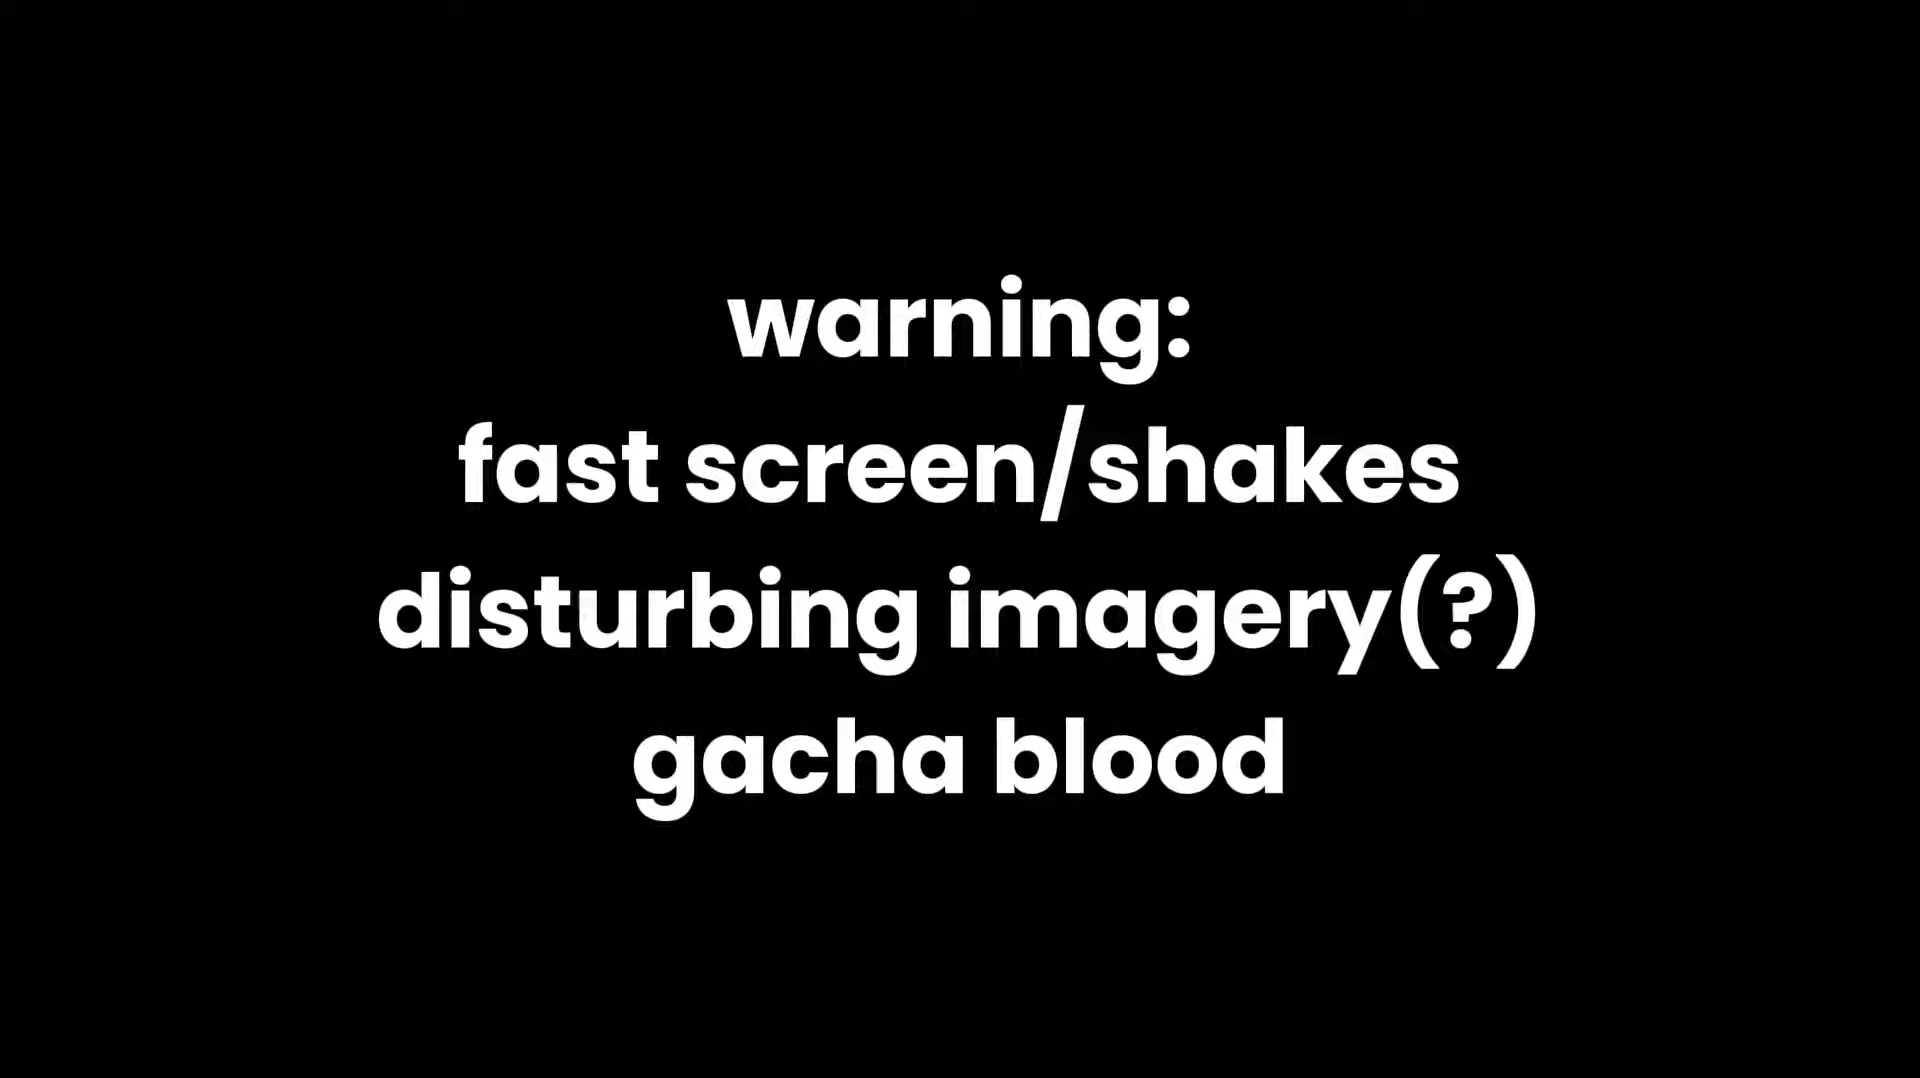 warning:
fast screen/shakes
disturbing imagery(?)
gacha blood